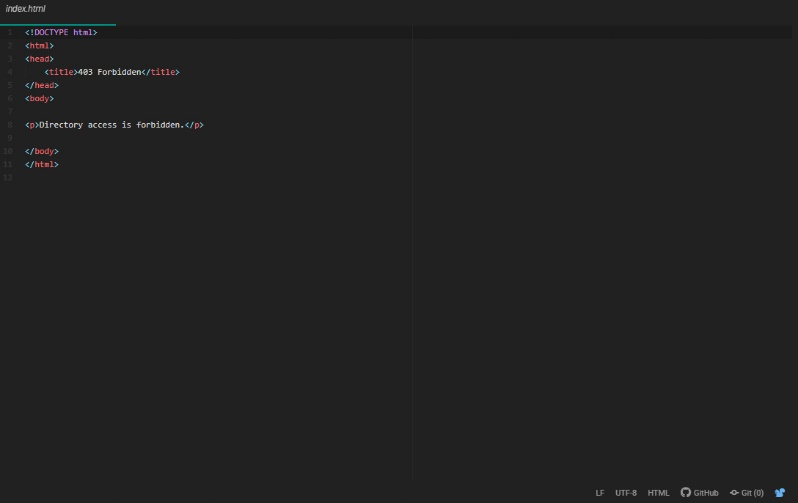 index.html
1 <!DOCTYPE html>
2 <html>
3 <head>
4     <title>403 Forbidden</title>
5 </head>
6 <body>
7
8 <p>Directory access is forbidden.</p>
9
10 </body>
11 </html>
12
LF UTF-8 HTML GitHub Git (0)